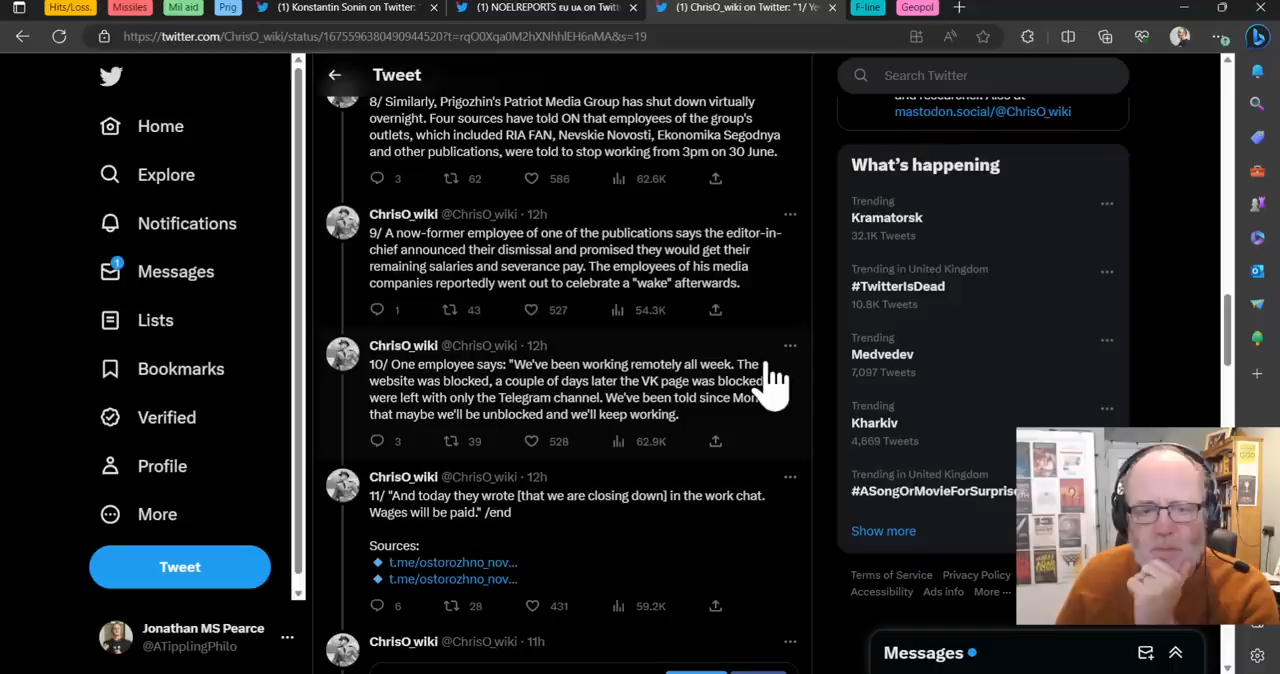 Hits/Loss.
Missiles
Mil aid
Prig
(1) Konstantin Sonin on Twitter:
(1) NOELREPORTS EU UA on Twitt
(1) ChrisO_wiki on Twitter: "1/ Ye
F-line
Geopol
https://twitter.com/ChrisO_wiki/status/1675596380490944520?t=rqO0Xqa0M2hXNhhlEH6nMA&s=19
Home
Explore
Notifications
1
Messages
Lists
Bookmarks
Verified
Profile
More
Tweet
Jonathan MS Pearce
@ATipplingPhilo
Tweet
8/ Similarly, Prigozhin's Patriot Media Group has shut down virtually
overnight. Four sources have told ON that employees of the group's
outlets, which included RIA FAN, Nevskie Novosti, Ekonomika Segodnya
and other publications, were told to stop working from 3pm on 30 June.
3 62 586 62.6K
ChrisO_wiki @ChrisO_wiki · 12h
9/ A now-former employee of one of the publications says the editor-in-
chief announced their dismissal and promised they would get their
remaining salaries and severance pay. The employees of his media
companies reportedly went out to celebrate a "wake" afterwards.
1 43 527 54.3K
ChrisO_wiki @ChrisO_wiki · 12h
10/ One employee says: "We've been working remotely all week. The
website was blocked, a couple of days later the VK page was blocked
were left with only the Telegram channel. We've been told since Mon
that maybe we'll be unblocked and we'll keep working.
3 39 528 62.9K
ChrisO_wiki @ChrisO_wiki · 12h
11/ "And today they wrote [that we are closing down] in the work chat.
Wages will be paid." /end
Sources:
t.me/ostorozhno_nov...
t.me/ostorozhno_nov...
6 28 431 59.2K
ChrisO_wiki @ChrisO_wiki · 11h
Search Twitter
mastodon.social/@ChrisO_wiki
What's happening
Trending
Kramatorsk
32.1K Tweets
Trending in United Kingdom
#TwitterIsDead
10.8K Tweets
Trending
Medvedev
7,097 Tweets
Trending
Kharkiv
4,669 Tweets
Trending in United Kingdom
#ASongOrMovieForSurpris
Show more
Terms of Service Privacy Policy
Accessibility Ads info More ...
Messages